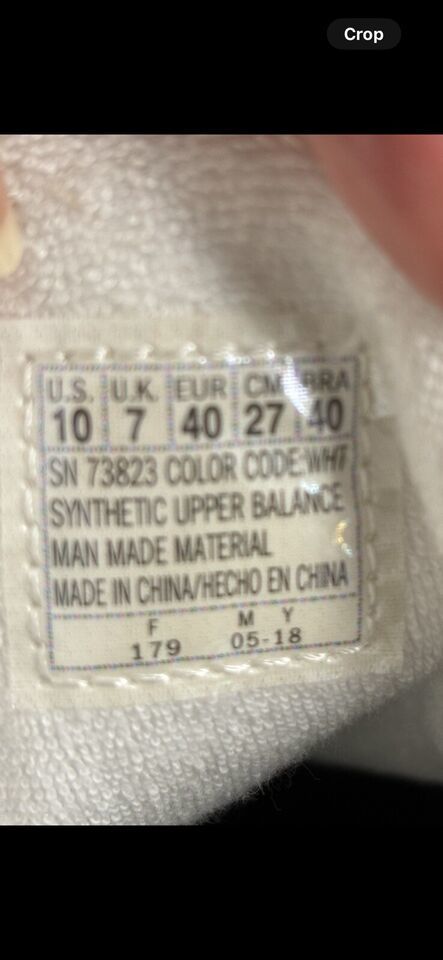 Crop
U.S. U.K. EUR CM BRA
10 7 40 27 40
SN 73823 COLOR CODE:WHT
SYNTHETIC UPPER BALANCE
MAN MADE MATERIAL
MADE IN CHINA/HECHO EN CHINA
F M Y
179 05-18